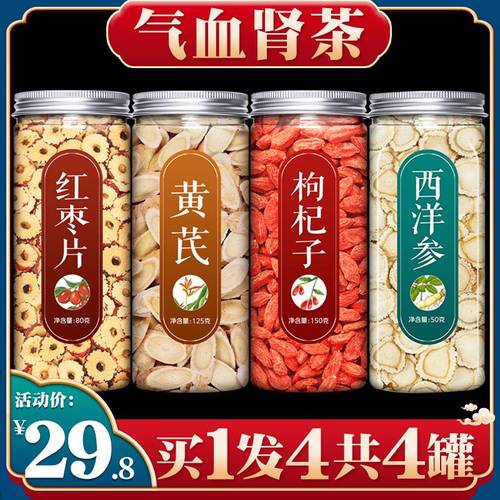 气血肾茶
红枣片
净含量:80克
黄芪
净含量:125克
枸杞子
净含量:150克
西洋参
净含量:50克
活动价:
¥29.8
买1发4共4罐